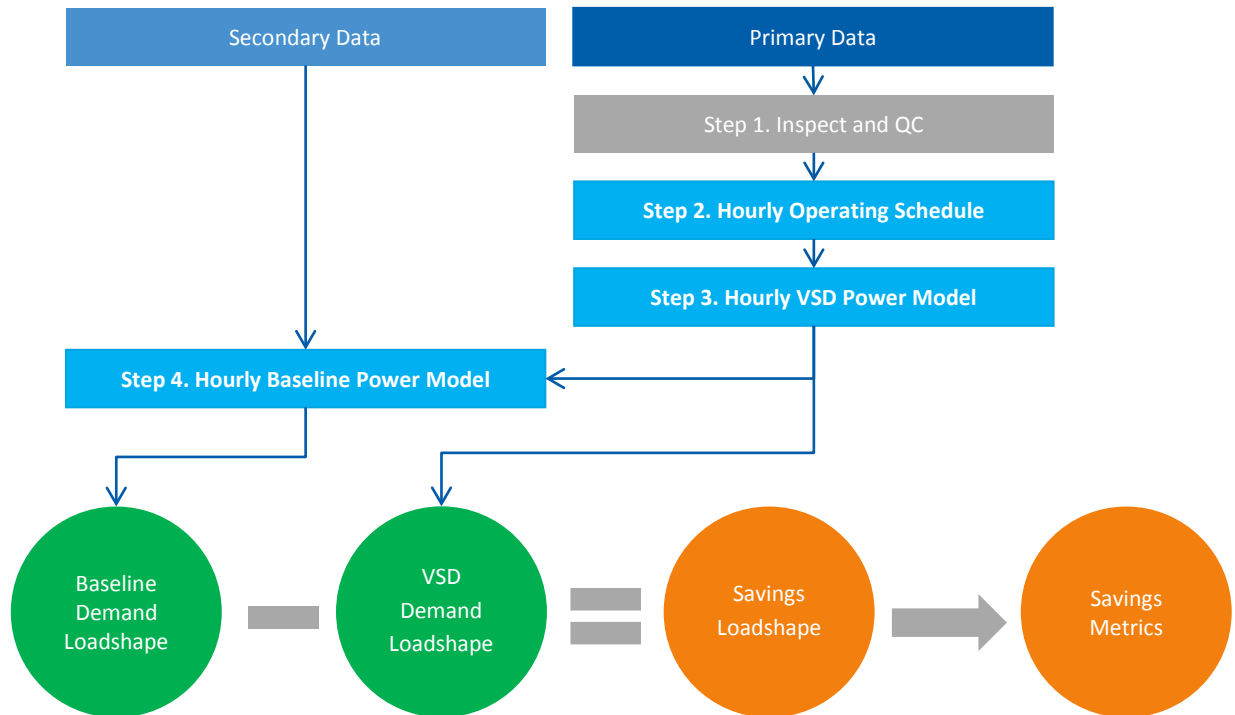 Secondary Data
Primary Data
Step 1. Inspect and QC
Step 2. Hourly Operating Schedule
Step 3. Hourly VSD Power Model
Step 4. Hourly Baseline Power Model
Baseline
Demand
Loadshape
VSD
Demand
Loadshape
Savings
Loadshape
Savings
Metrics